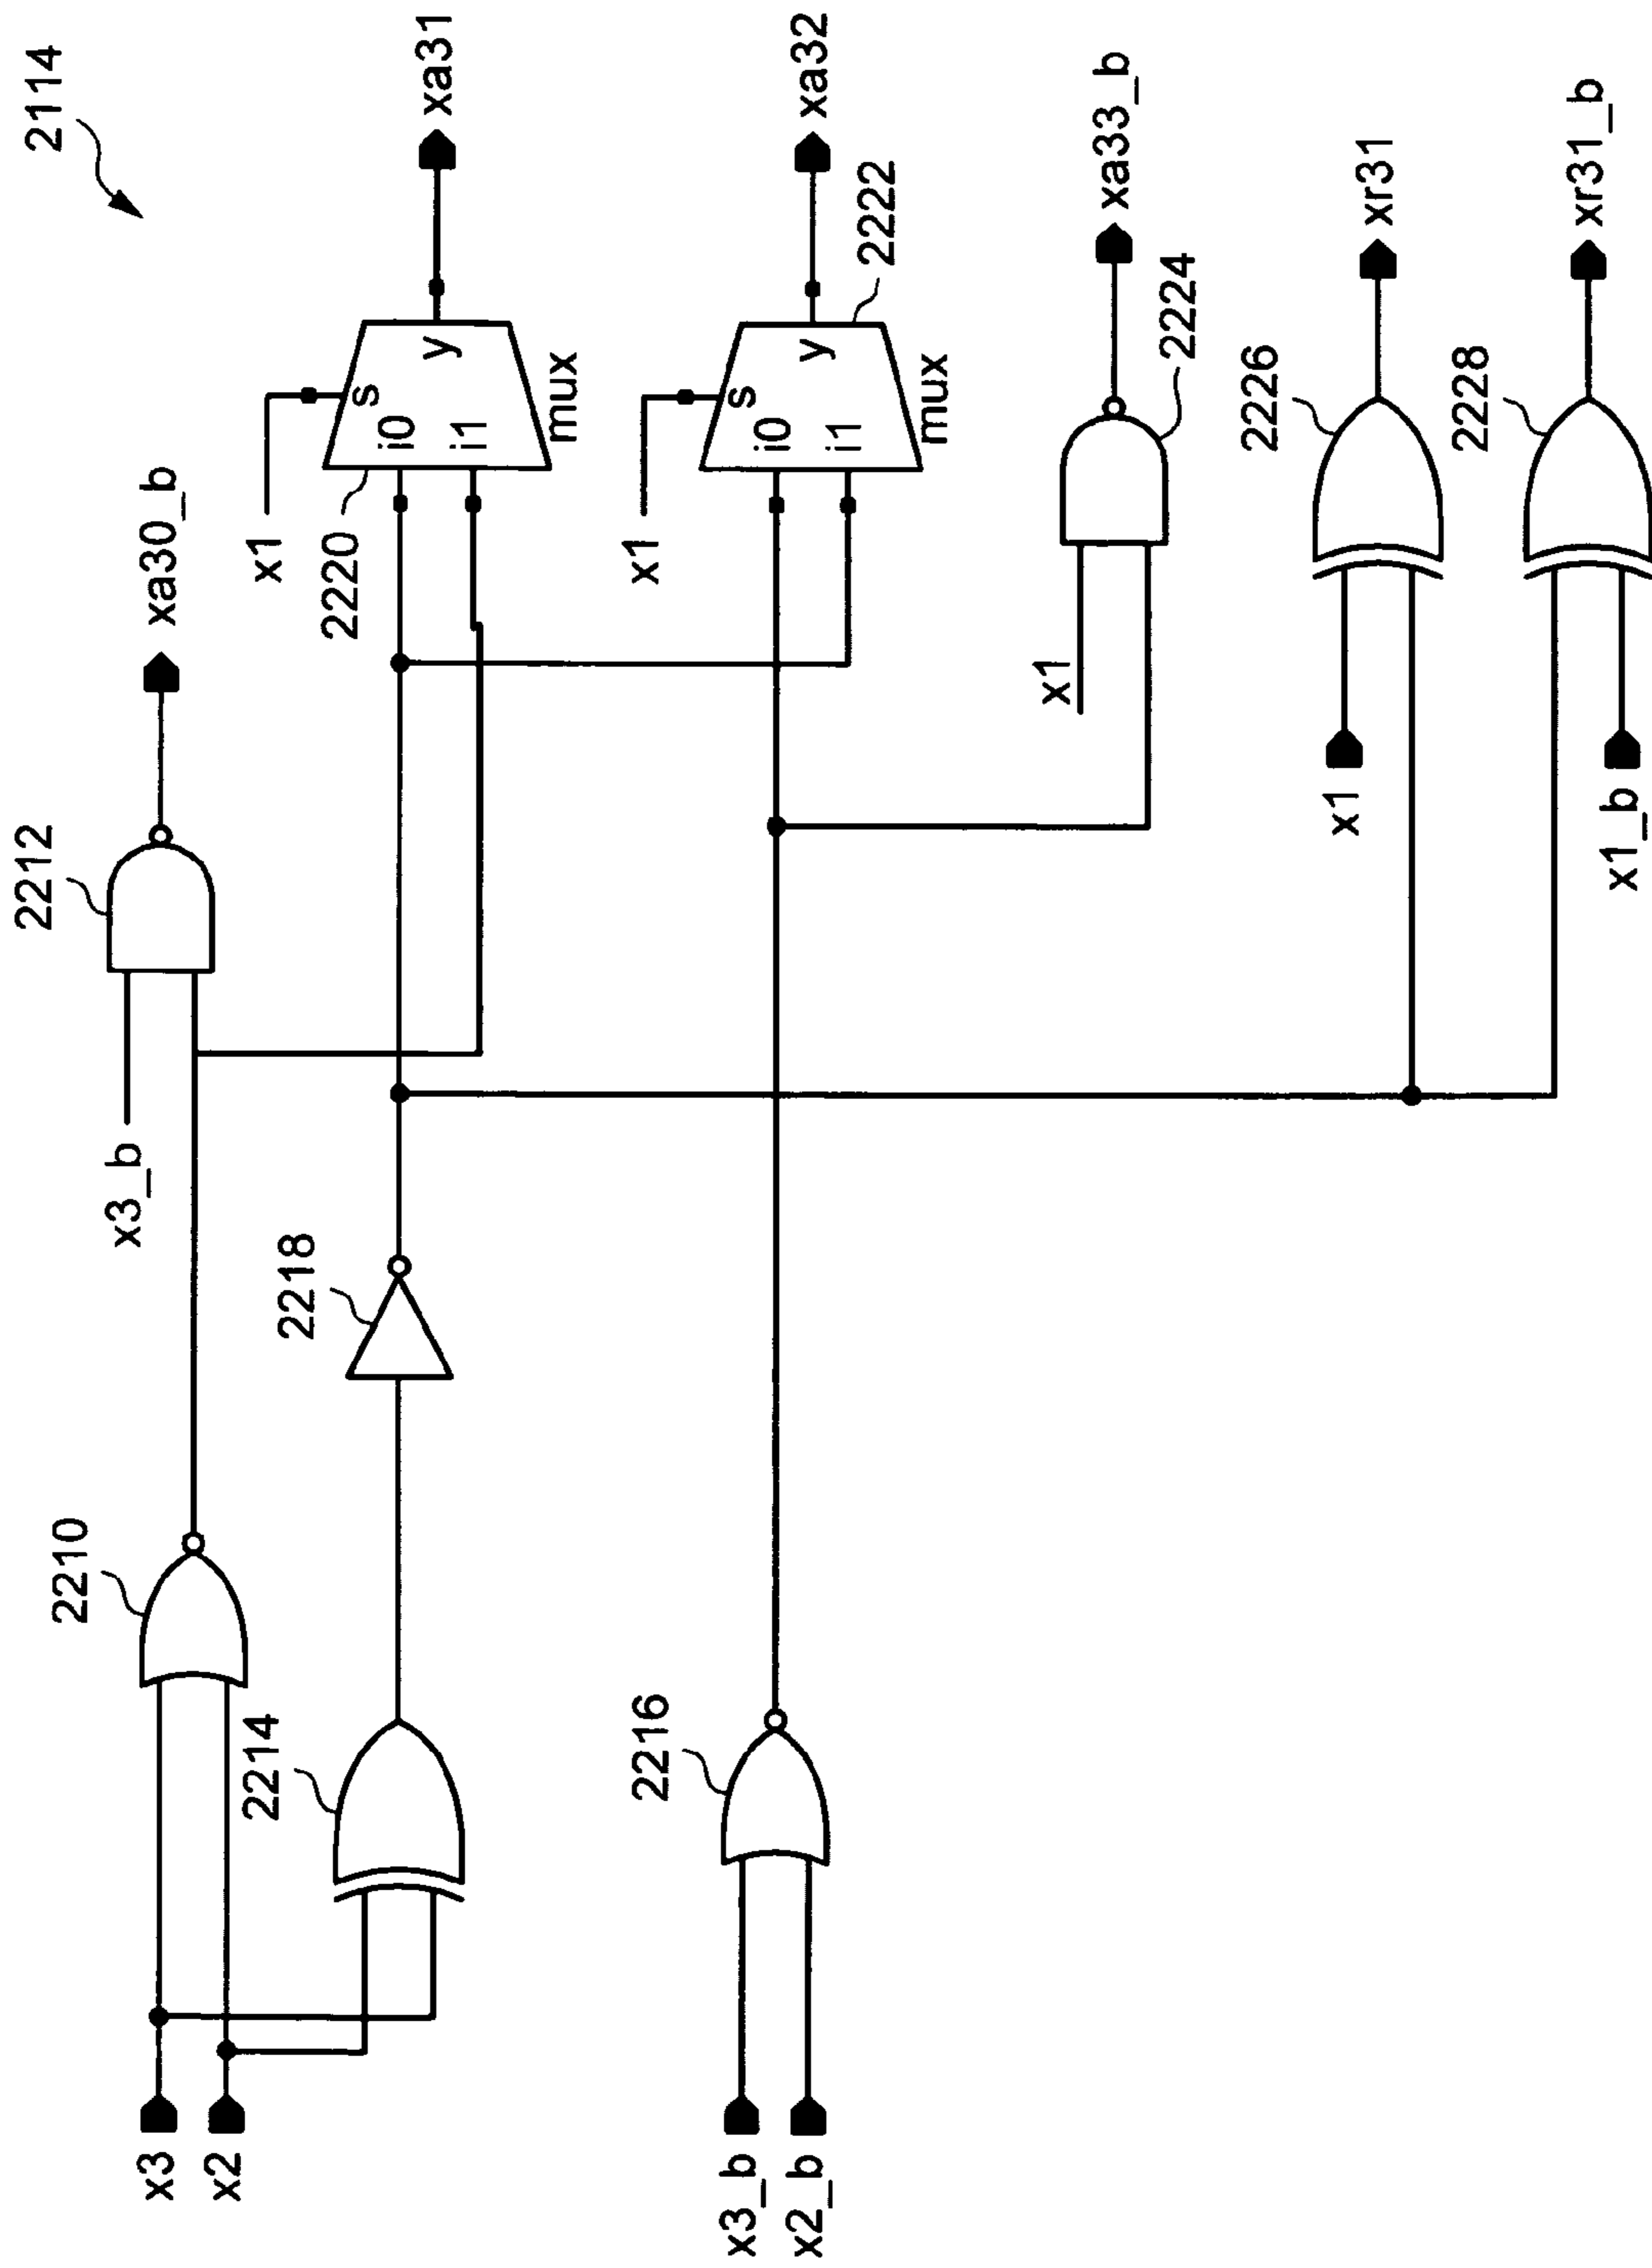 2114
x3
x2
2210
x3_b
2212
xa30_b
2214
2218
x1
2220
s
i0
i1
y
mux
xa31
x3_b
x2_b
2216
x1
s
i0
i1
y
mux
2222
xa32
x1
2224
xa33_b
x1
2226
xr31
x1_b
2228
xr31_b